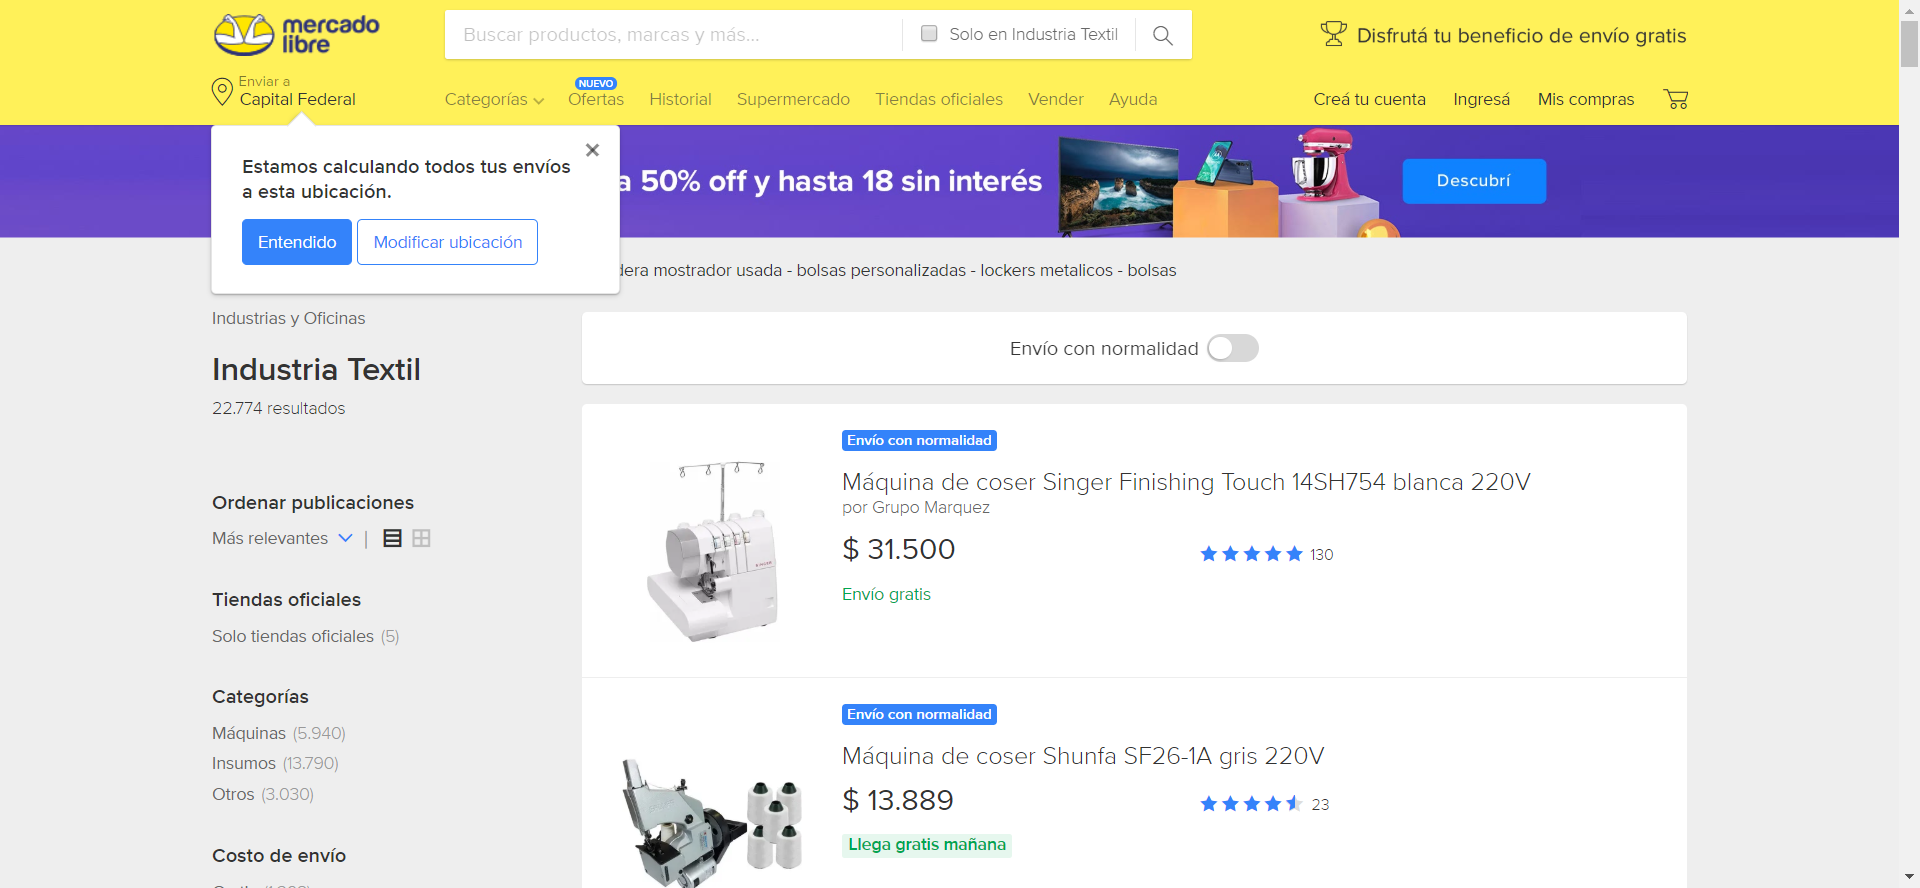 mercado
libre
Buscar productos, marcas y más...
Solo en Industria Textil
Disfrutá tu beneficio de envío gratis
Enviar a
Capital Federal
Categorías
NUEVO
Ofertas
Historial
Supermercado
Tiendas oficiales
Vender
Ayuda
Creá tu cuenta
Ingresá
Mis compras
Estamos calculando todos tus envíos
a esta ubicación.
Entendido
Modificar ubicación
a 50% off y hasta 18 sin interés
Descubrí
dera mostrador usada - bolsas personalizadas - lockers metalicos - bolsas
Industrias y Oficinas
Industria Textil
22.774 resultados
Envío con normalidad
Ordenar publicaciones
Más relevantes
Tiendas oficiales
Solo tiendas oficiales (5)
Categorías
Máquinas (5.940)
Insumos (13.790)
Otros (3.030)
Costo de envío
Envío con normalidad
Máquina de coser Singer Finishing Touch 14SH754 blanca 220V
por Grupo Marquez
$ 31.500
130
Envío gratis
Envío con normalidad
Máquina de coser Shunfa SF26-1A gris 220V
$ 13.889
23
Llega gratis mañana